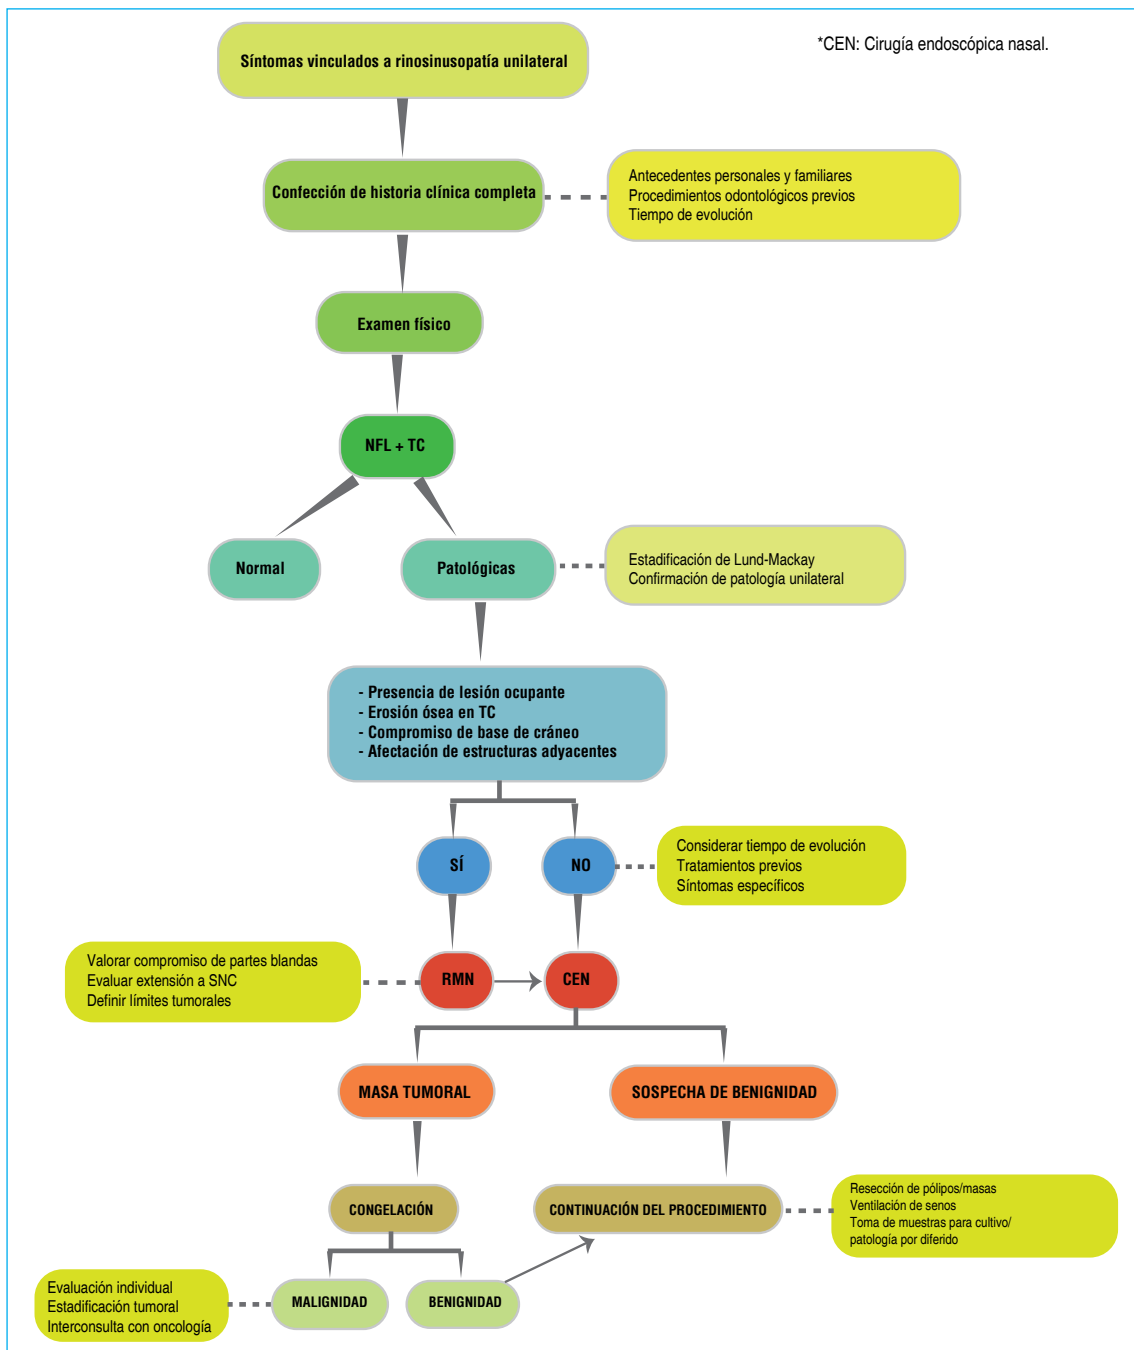 *CEN: Cirugía endoscópica nasal.
Síntomas vinculados a rinosinusopatía unilateral
Confección de historia clínica completa
Antecedentes personales y familiares
Procedimientos odontológicos previos
Tiempo de evolución
Examen físico
NFL + TC
Normal
Patológicas
Estadificación de Lund-Mackay
Confirmación de patología unilateral
- Presencia de lesión ocupante
- Erosión ósea en TC
- Compromiso de base de cráneo
- Afectación de estructuras adyacentes
SÍ
NO
Considerar tiempo de evolución
Tratamientos previos
Síntomas específicos
Valorar compromiso de partes blandas
Evaluar extensión a SNC
Definir límites tumorales
RMN
CEN
MASA TUMORAL
SOSPECHA DE BENIGNIDAD
CONGELACIÓN
CONTINUACIÓN DEL PROCEDIMIENTO
Resección de pólipos/masas
Ventilación de senos
Toma de muestras para cultivo/
patología por diferido
Evaluación individual
Estadificación tumoral
Interconsulta con oncología
MALIGNIDAD
BENIGNIDAD